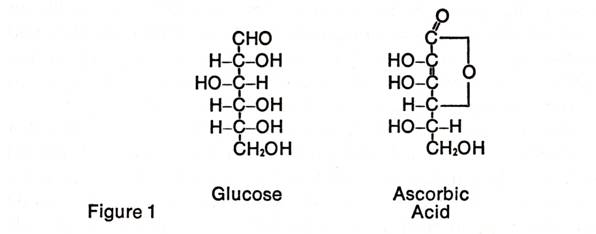 CHO
H-C-OH
HO-C-H
H-C-OH
H-C-OH
CH₂OH
Glucose
O
C
HO-C
HO-C
O
H-C
HO-C-H
CH₂OH
Ascorbic
Acid
Figure 1